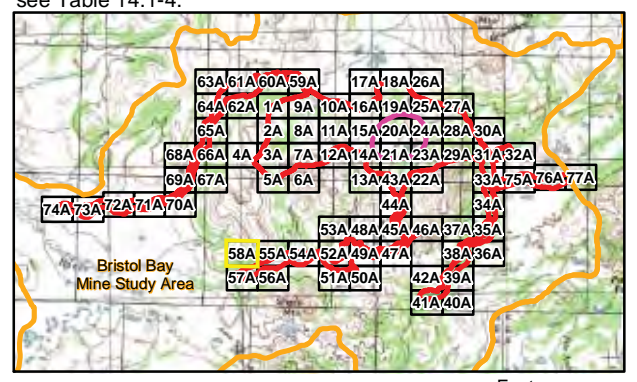 see Table 14.1-4.
63A 61A 60A 59A 17A 18A 26A
64A 62A 1A 9A 10A 16A 19A 25A 27A
65A 2A 8A 11A 15A 20A 24A 28A 30A
68A 66A 4A 3A 7A 12A 14A 21A 23A 29A 31A 32A
69A 67A 5A 6A 13A 43A 22A 33A 75A 76A 77A
74A 73A 72A 71A 70A 44A 34A
53A 48A 45A 46A 37A 35A
58A 55A 54A 52A 49A 47A 38A 36A
Bristol Bay
Mine Study Area
57A 56A 51A 50A 42A 39A
41A 40A